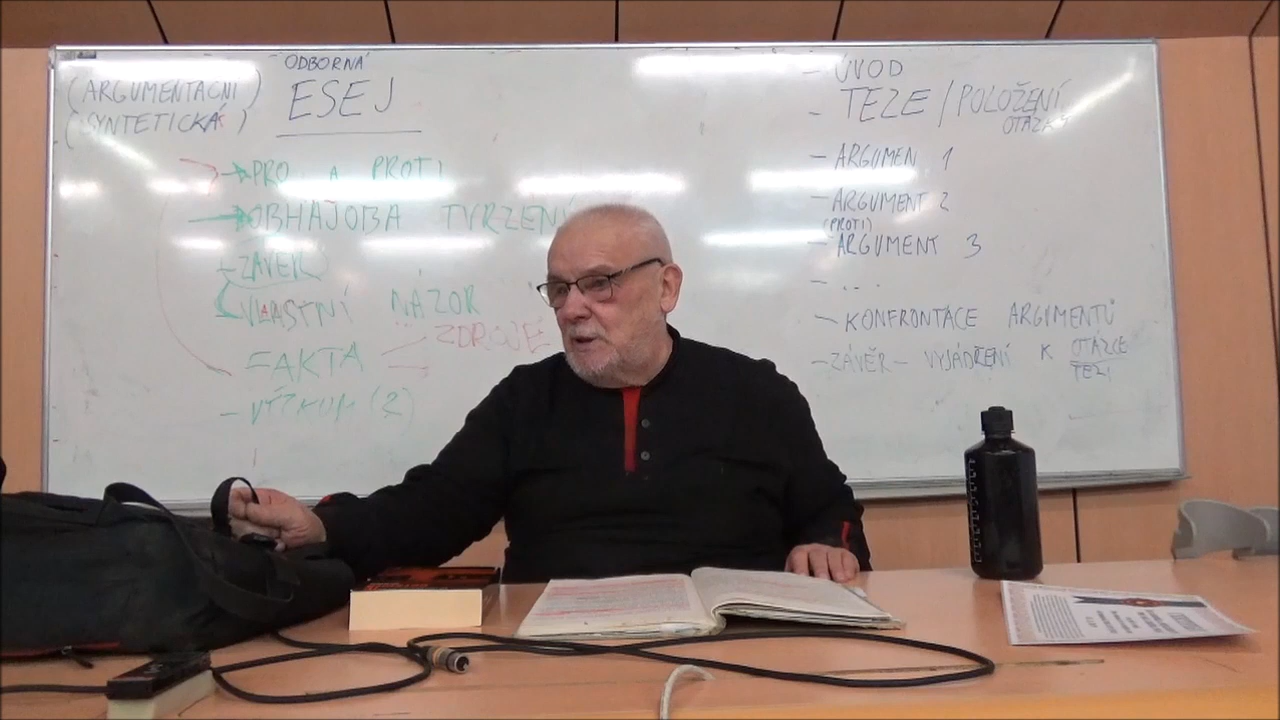 ODBORNÁ
(ARGUMENTAČNÍ)
ESEJ
(SYNTETICKÁ)
PRO A PROTI
OBHAJOBA TVRZENÍ
- ZÁVĚR
VLASTNÍ NÁZOR
FAKTA
ZDROJE
- VÝZKUM (2)
- ÚVOD
- TEZE / POLOŽENÍ
OTÁZKY
- ARGUMEN 1
- ARGUMENT 2
(PROTI)
- ARGUMENT 3
- ...
- KONFRONTACE ARGUMENTŮ
- ZÁVĚR - VYJÁDŘENÍ K OTÁZCE
TEZI